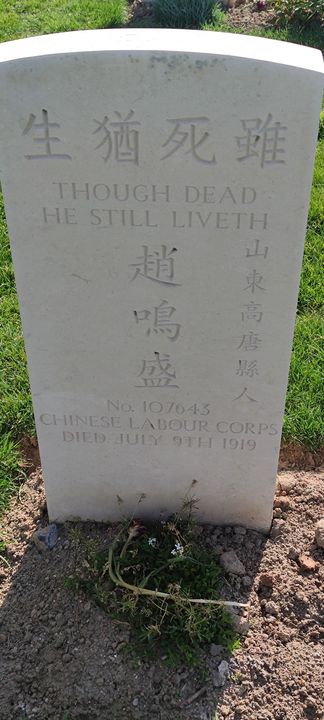 雖死猶生
THOUGH DEAD
HE STILL LIVETH
山東高唐縣人
趙鳴盛
No. 107643
CHINESE LABOUR CORPS
DIED JULY 9TH 1919